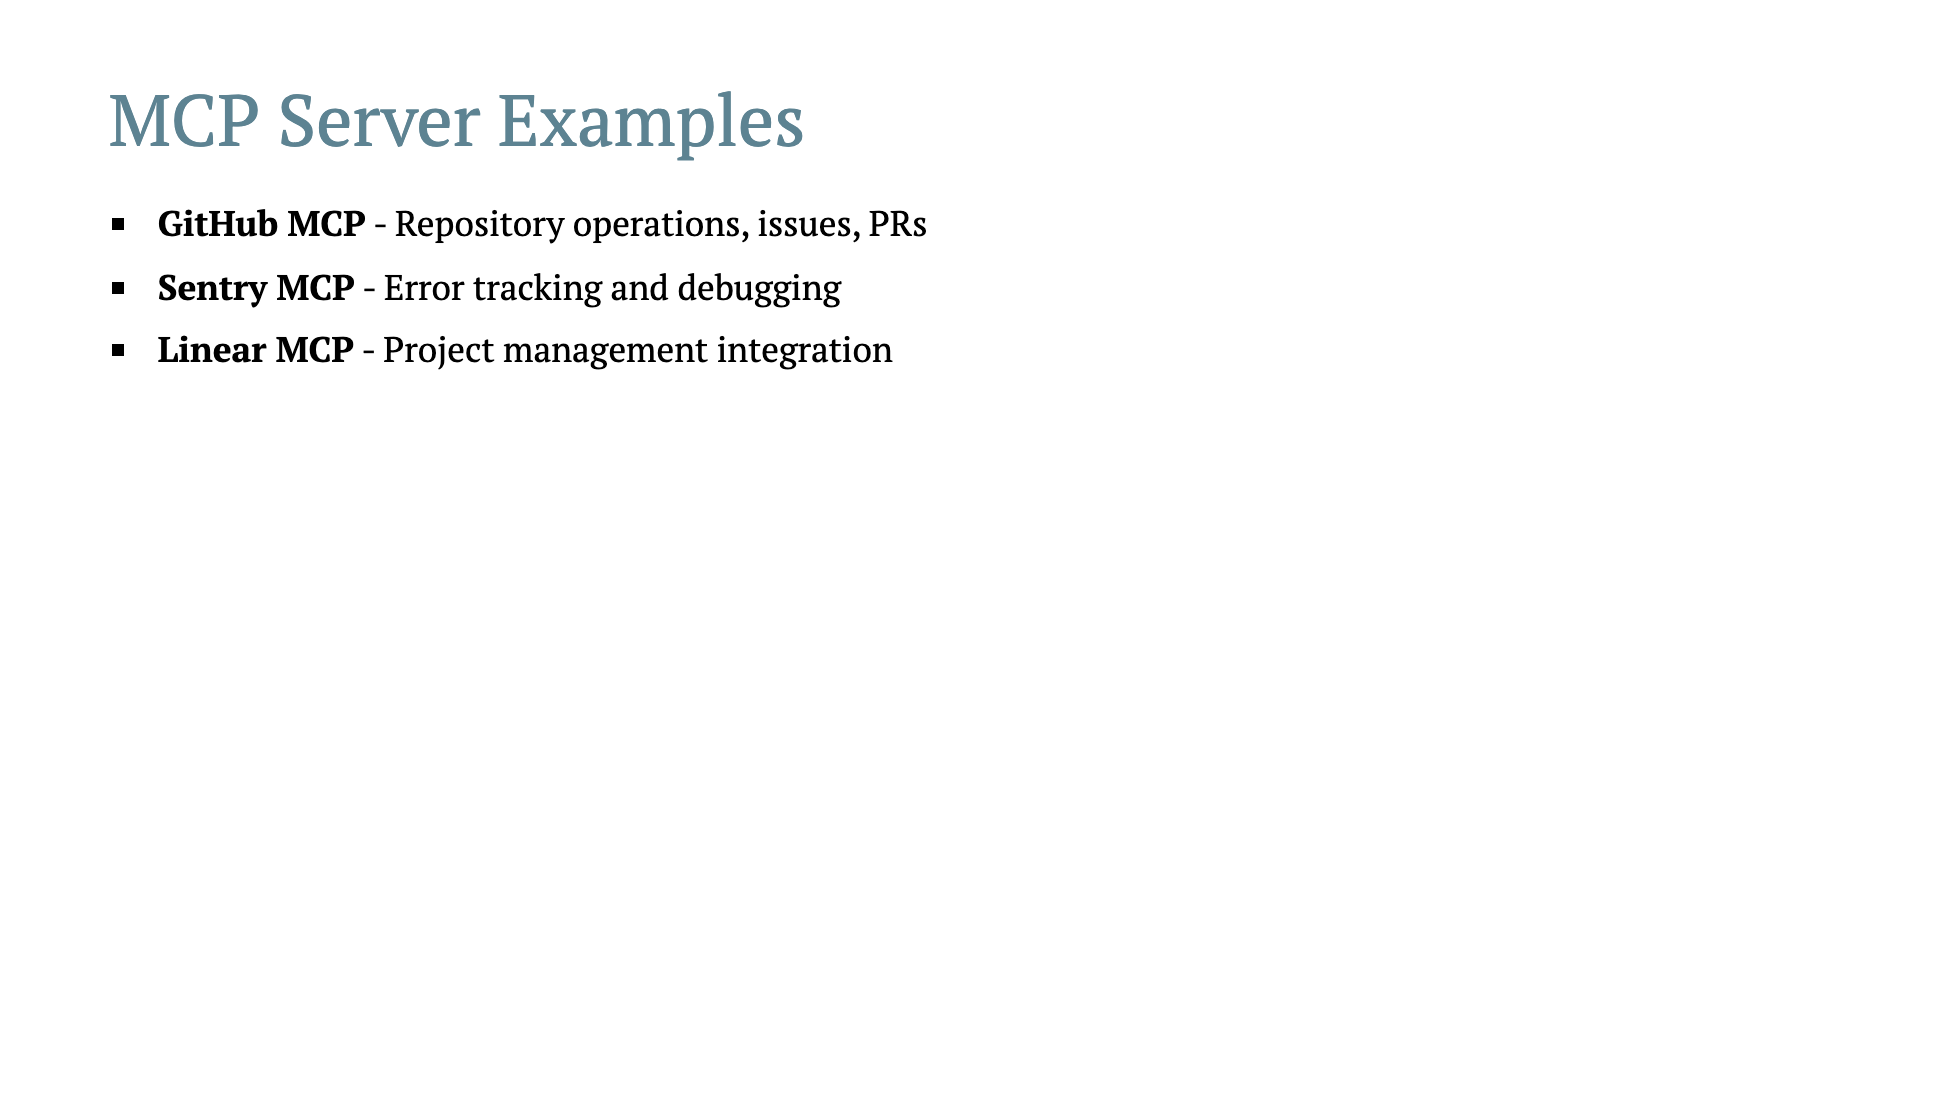 MCP Server Examples
▪ GitHub MCP - Repository operations, issues, PRs
▪ Sentry MCP - Error tracking and debugging
▪ Linear MCP - Project management integration